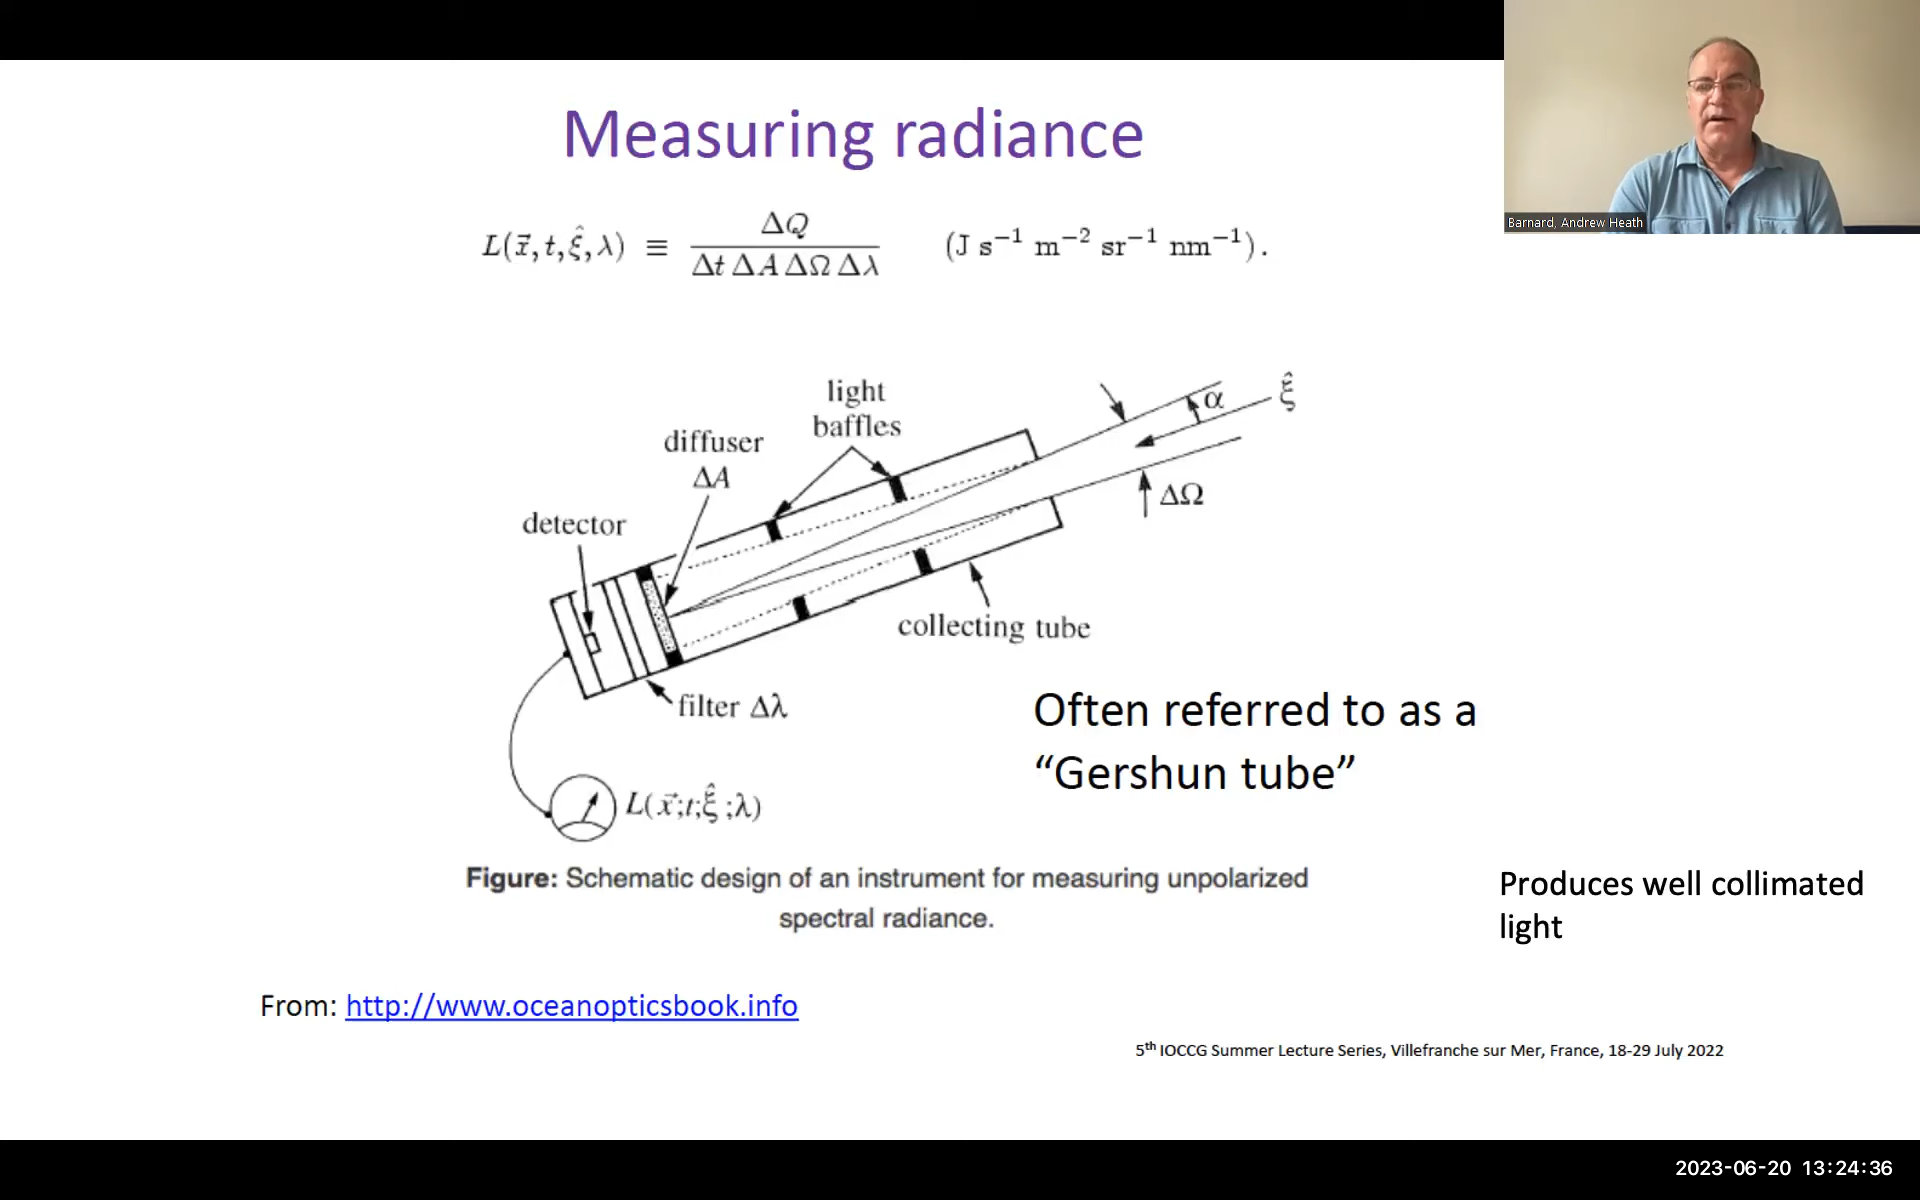 Measuring radiance
Barnard, Andrew Heath
L(x⃗, t, ξ̂, λ) ≡ ΔQ / Δt ΔA ΔΩ Δλ (J s⁻¹ m⁻² sr⁻¹ nm⁻¹).
light
baffles
diffuser
ΔA
detector
α
ξ̂
ΔΩ
collecting tube
filter Δλ
L(x⃗;t;ξ̂;λ)
Often referred to as a
“Gershun tube”
Figure: Schematic design of an instrument for measuring unpolarized
spectral radiance.
Produces well collimated
light
From: http://www.oceanopticsbook.info
5th IOCCG Summer Lecture Series, Villefranche sur Mer, France, 18-29 July 2022
2023-06-20 13:24:36